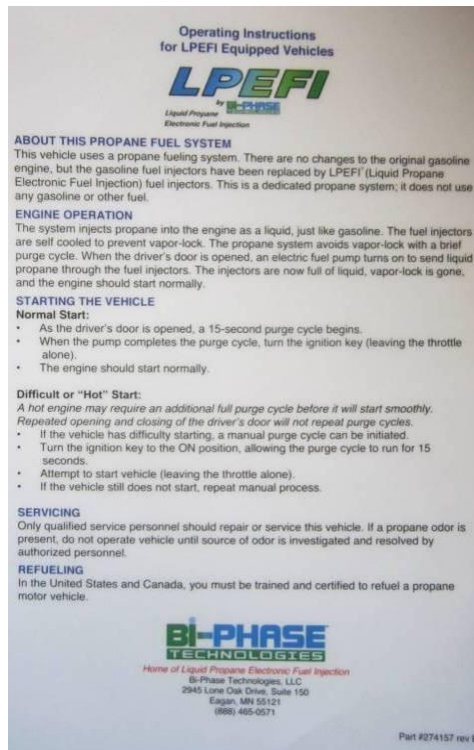 Operating Instructions
for LPEFI Equipped Vehicles
LPEFI
by BI-PHASE
Liquid Propane
Electronic Fuel Injection
ABOUT THIS PROPANE FUEL SYSTEM
This vehicle uses a propane fueling system. There are no changes to the original gasoline
engine, but the gasoline fuel injectors have been replaced by LPEFI (Liquid Propane
Electronic Fuel Injection) fuel injectors. This is a dedicated propane system; it does not use
any gasoline or other fuel.
ENGINE OPERATION
The system injects propane into the engine as a liquid, just like gasoline. The fuel injectors
are self cooled to prevent vapor-lock. The propane system avoids vapor-lock with a brief
purge cycle. When the driver's door is opened, an electric fuel pump turns on to send liquid
propane through the fuel injectors. The injectors are now full of liquid, vapor-lock is gone,
and the engine should start normally.
STARTING THE VEHICLE
Normal Start:
• As the driver's door is opened, a 15-second purge cycle begins.
• When the pump completes the purge cycle, turn the ignition key (leaving the throttle
alone).
• The engine should start normally.
Difficult or "Hot" Start:
A hot engine may require an additional full purge cycle before it will start smoothly.
Repeated opening and closing of the driver's door will not repeat purge cycles.
• If the vehicle has difficulty starting, a manual purge cycle can be initiated.
• Turn the ignition key to the ON position, allowing the purge cycle to run for 15
seconds.
• Attempt to start vehicle (leaving the throttle alone).
• If the vehicle still does not start, repeat manual process.
SERVICING
Only qualified service personnel should repair or service this vehicle. If a propane odor is
present, do not operate vehicle until source of odor is investigated and resolved by
authorized personnel.
REFUELING
In the United States and Canada, you must be trained and certified to refuel a propane
motor vehicle.
Bi-PHASE
TECHNOLOGIES
Home of Liquid Propane Electronic Fuel Injection
Bi-Phase Technologies, LLC
2945 Lone Oak Drive, Suite 150
Eagan, MN 55121
(888) 465-0571
Part #274157 rev